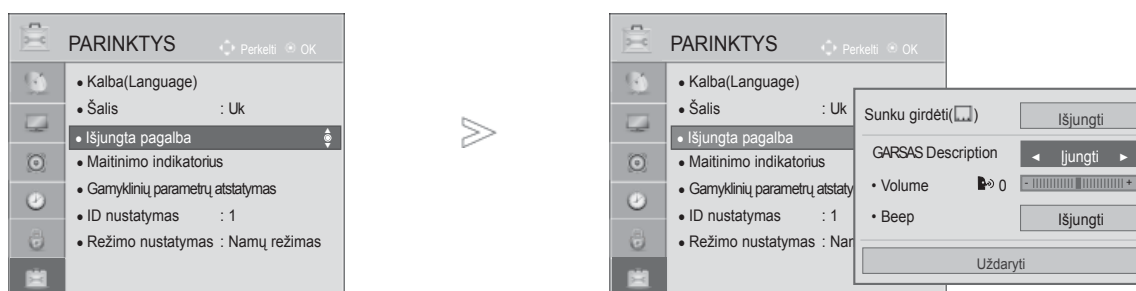 PARINKTYS Perkelti OK
• Kalba(Language)
• Šalis : Uk
• Išjungta pagalba
• Maitinimo indikatorius
• Gamyklinių parametrų atstatymas
• ID nustatymas : 1
• Režimo nustatymas : Namų režimas
PARINKTYS Perkelti OK
• Kalba(Language)
• Šalis : Uk
• Išjungta pagalba
• Maitinimo indikatorius
• Gamyklinių parametrų atstaty
• ID nustatymas : 1
• Režimo nustatymas : Nar
Sunku girdėti( ) Išjungti
GARSAS Description ◄ Įjungti ►
• Volume 0 - +
• Beep Išjungti
Uždaryti